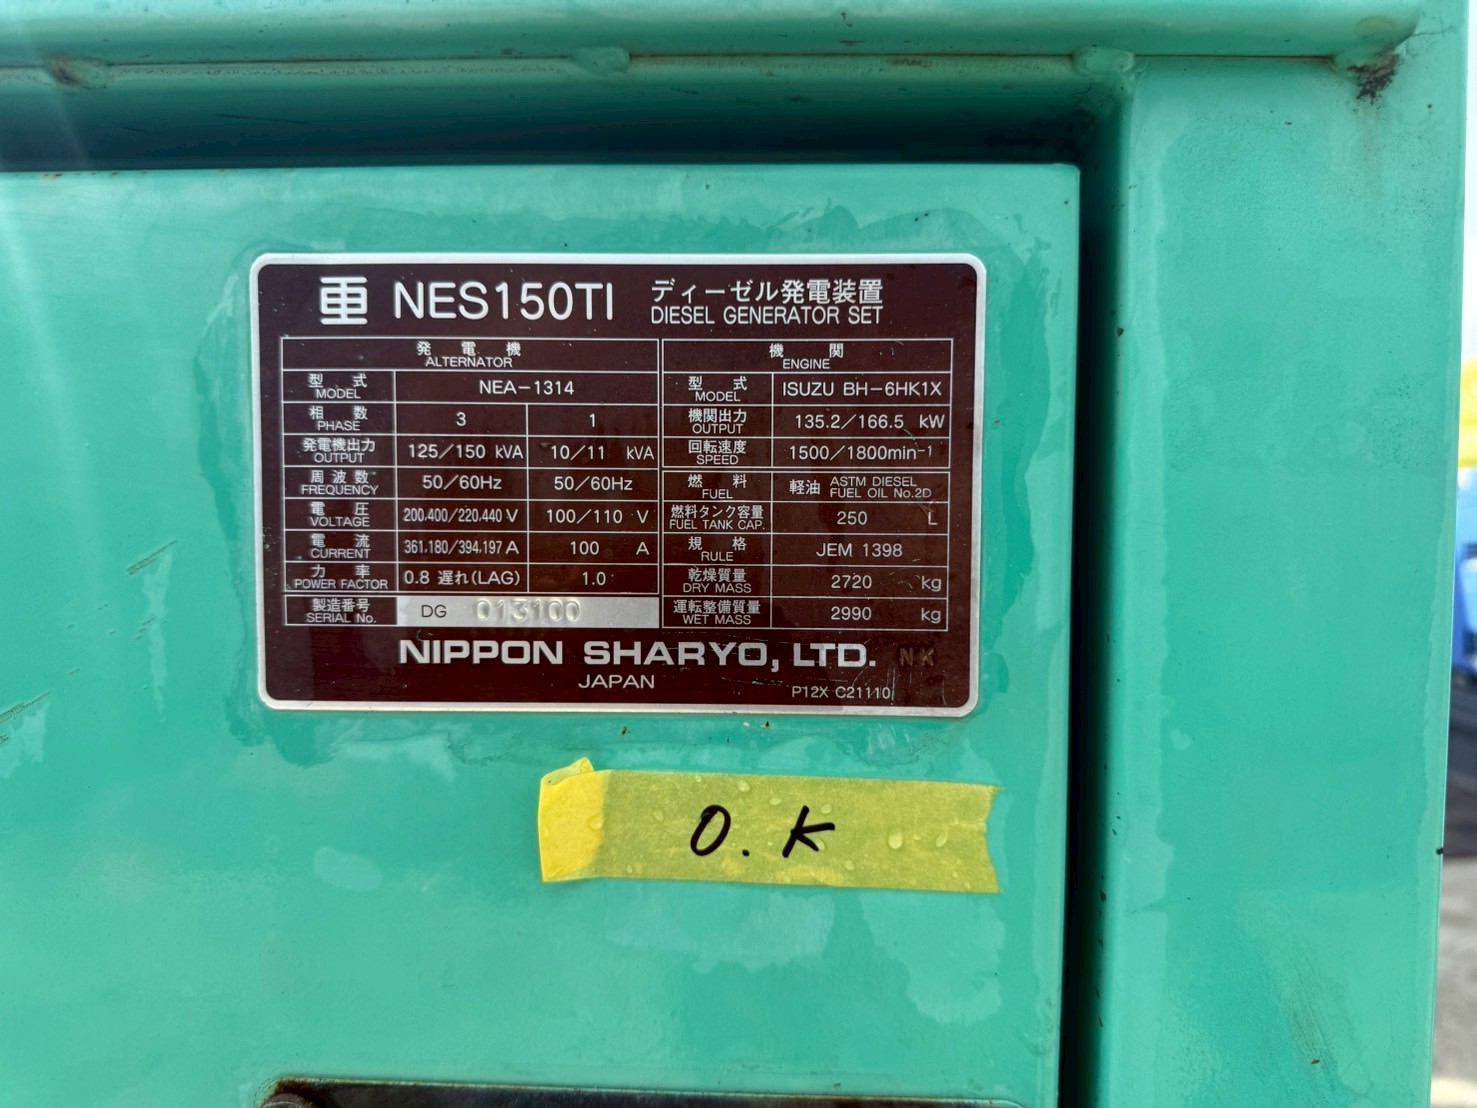 重 NES150TI ディーゼル発電装置
DIESEL GENERATOR SET
発電機
ALTERNATOR
型式 MODEL NEA-1314
相数 PHASE 3 1
発電機出力 OUTPUT 125/150 kVA 10/11 kVA
周波数 FREQUENCY 50/60Hz 50/60Hz
電圧 VOLTAGE 200.400/220.440 V 100/110 V
電流 CURRENT 361.180/394.197 A 100 A
力率 POWER FACTOR 0.8 遅れ(LAG) 1.0
製造番号 SERIAL No. DG 013100
機関
ENGINE
型式 MODEL ISUZU BH-6HK1X
機関出力 OUTPUT 135.2/166.5 kW
回転速度 SPEED 1500/1800min⁻¹
燃料 FUEL 軽油 ASTM DIESEL FUEL OIL No.2D
燃料タンク容量 FUEL TANK CAP. 250 L
規格 RULE JEM 1398
乾燥質量 DRY MASS 2720 kg
運転整備質量 WET MASS 2990 kg
NIPPON SHARYO, LTD. NK
JAPAN
P12X C21110
O.K